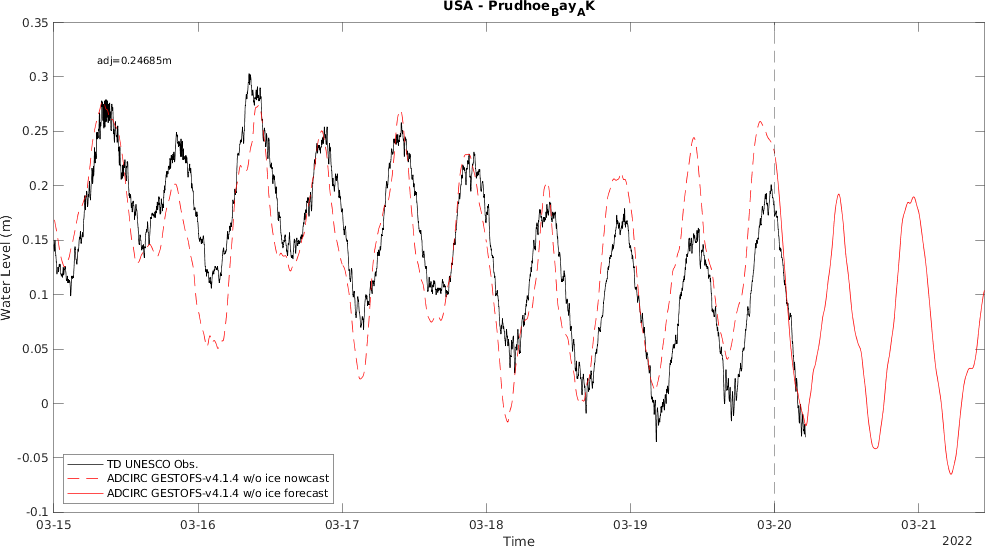 USA - Prudhoe_Bay_AK
adj=0.24685m
0.35
0.3
0.25
0.2
0.15
0.1
0.05
0
-0.05
-0.1
Water Level (m)
TD UNESCO Obs.
ADCIRC GESTOFS-v4.1.4 w/o ice nowcast
ADCIRC GESTOFS-v4.1.4 w/o ice forecast
03-15 03-16 03-17 03-18 03-19 03-20 03-21
Time
2022